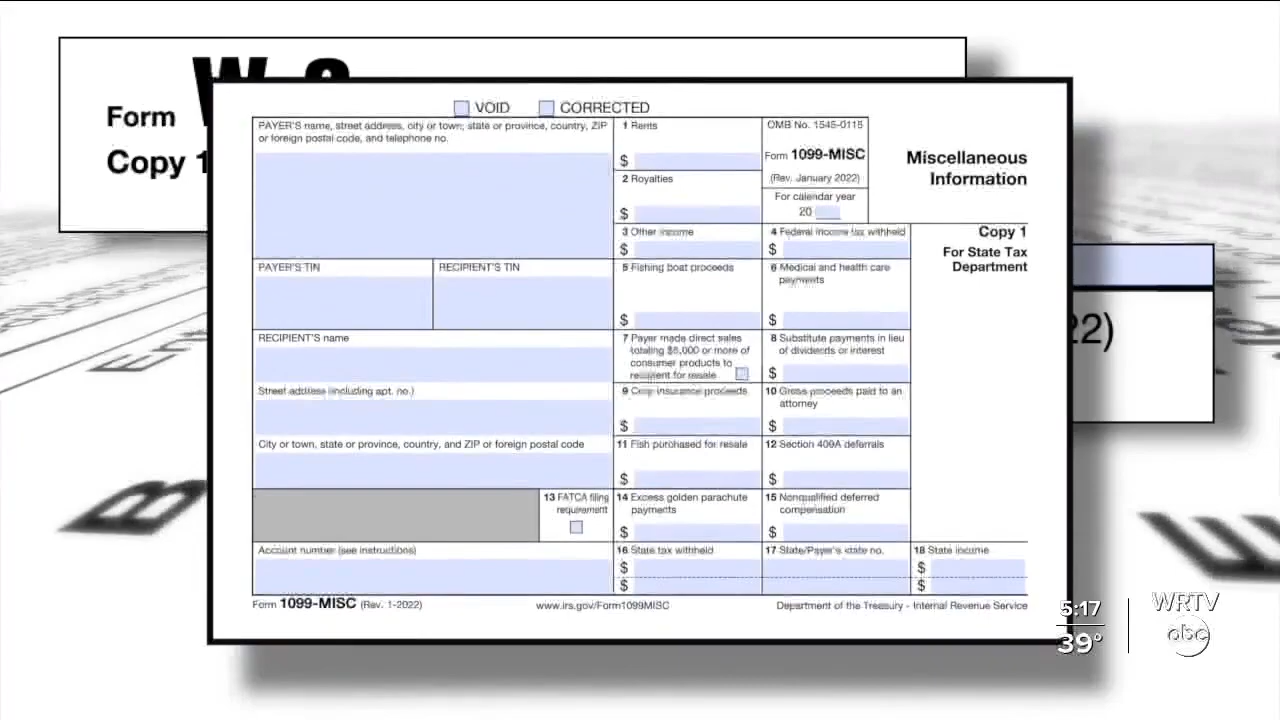 Form W-2
Copy 1
VOID CORRECTED
PAYER'S name, street address, city or town, state or province, country, ZIP
or foreign postal code, and telephone no.
1 Rents
$
2 Royalties
$
OMB No. 1545-0115
Form 1099-MISC
(Rev. January 2022)
For calendar year
20
Miscellaneous
Information
3 Other income
$
4 Federal income tax withheld
$
Copy 1
For State Tax
Department
PAYER'S TIN
RECIPIENT'S TIN
5 Fishing boat proceeds
$
6 Medical and health care
payments
$
RECIPIENT'S name
7 Payer made direct sales
totaling $5,000 or more of
consumer products to
recipient for resale
8 Substitute payments in lieu
of dividends or interest
$
Street address (including apt. no.)
9 Crop insurance proceeds
$
10 Gross proceeds paid to an
attorney
$
City or town, state or province, country, and ZIP or foreign postal code
11 Fish purchased for resale
$
12 Section 409A deferrals
$
13 FATCA filing
requirement
14 Excess golden parachute
payments
$
15 Nonqualified deferred
compensation
$
Account number (see instructions)
16 State tax withheld
$
$
17 State/Payer's state no.
18 State income
$
$
Form 1099-MISC (Rev. 1-2022)
www.irs.gov/Form1099MISC
Department of the Treasury - Internal Revenue Service
22)
5:17
39°
WRTV
abc